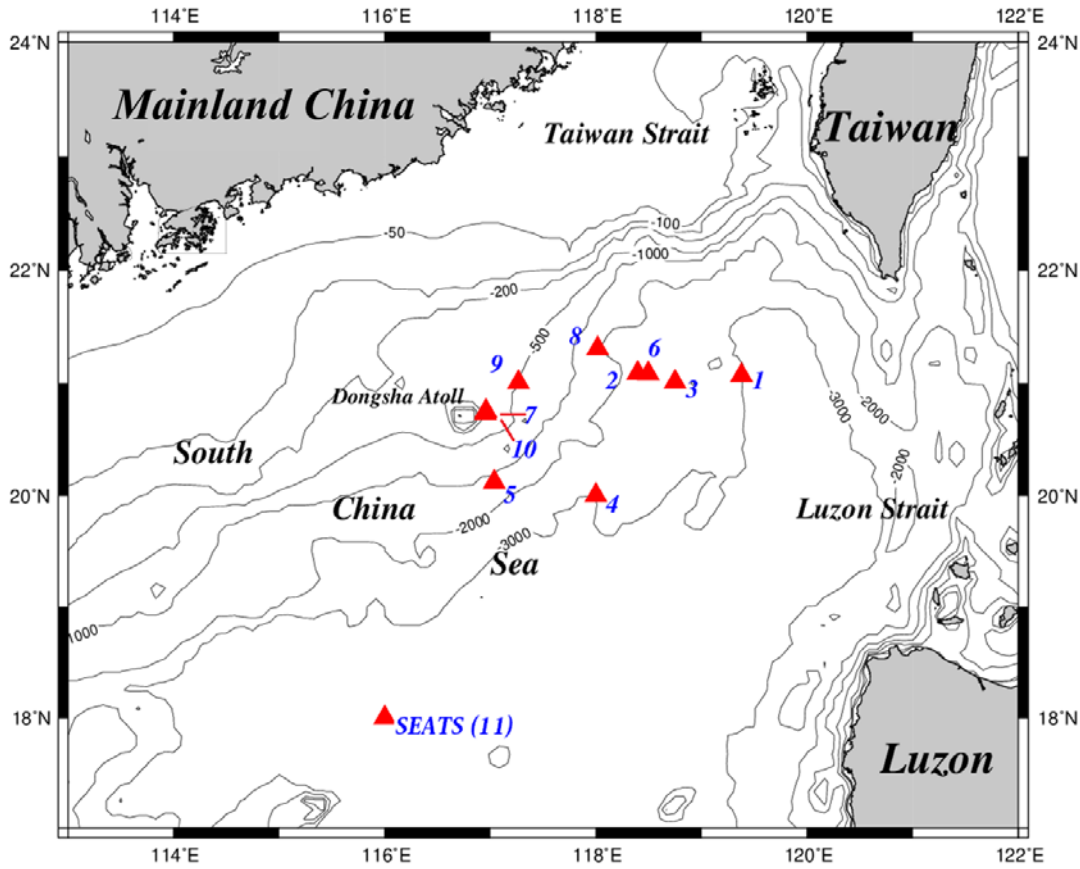 114°E 116°E 118°E 120°E 122°E
24°N 24°N
Mainland China
Taiwan Strait
Taiwan
-50
-100
-1000
22°N 22°N
-200
-500
8
6
9
2
3
1
Dongsha Atoll
7
-3000
-2000
10
South
-2000
5
4
20°N 20°N
China
Luzon Strait
-2000
-3000
Sea
1000
18°N 18°N
SEATS (11)
Luzon
114°E 116°E 118°E 120°E 122°E